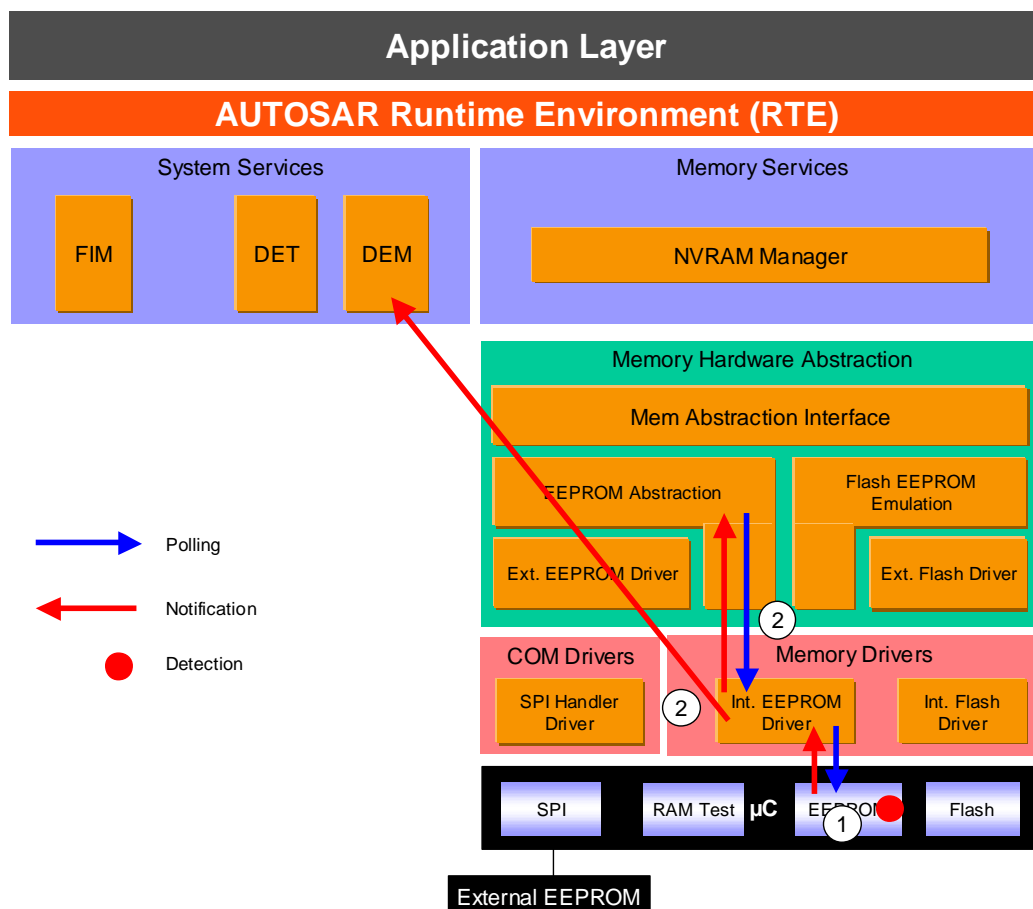 Application Layer
AUTOSAR Runtime Environment (RTE)
System Services
Memory Services
FIM
DET
DEM
NVRAM Manager
Memory Hardware Abstraction
Mem Abstraction Interface
EEPROM Abstraction
Flash EEPROM
Emulation
Polling
Ext. EEPROM Driver
Ext. Flash Driver
Notification
2
Detection
COM Drivers
Memory Drivers
SPI Handler
Driver
2
Int. EEPROM
Driver
Int. Flash
Driver
SPI
RAM Test
µC
EEPROM
1
Flash
External EEPROM